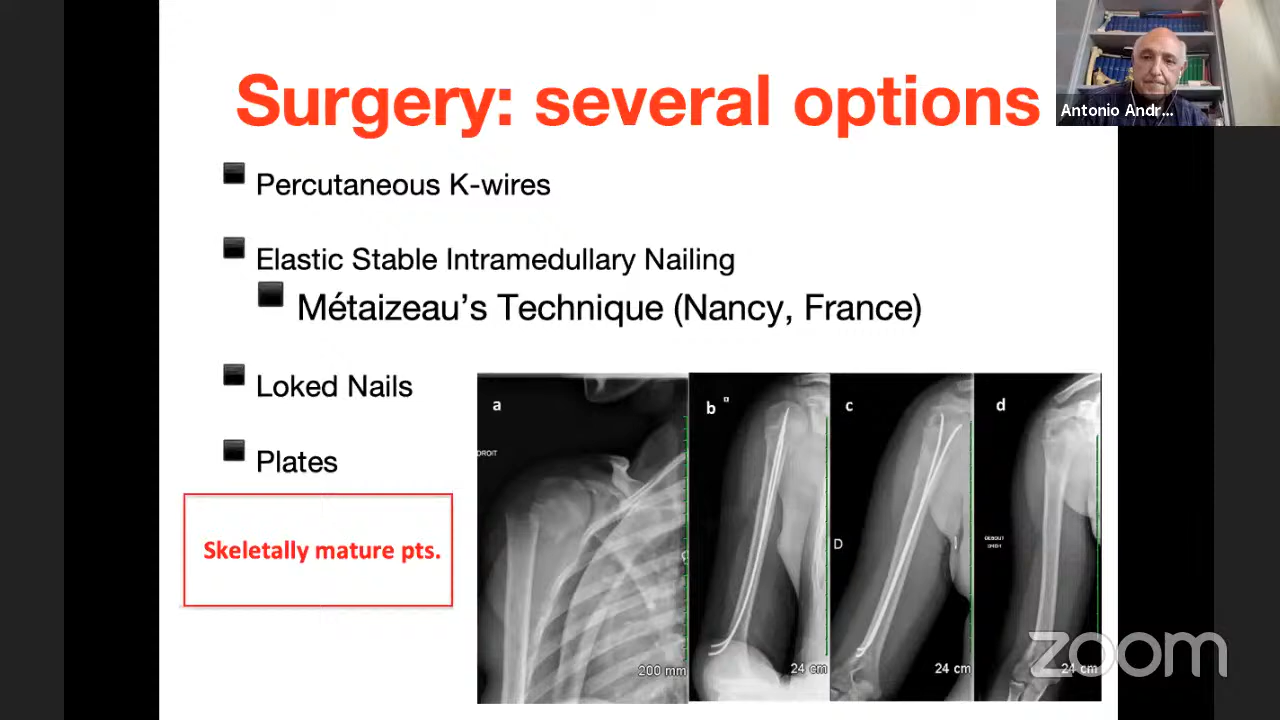 Surgery: several options
Antonio Andr...
Percutaneous K-wires
Elastic Stable Intramedullary Nailing
Métaizeau’s Technique (Nancy, France)
Loked Nails
Plates
Skeletally mature pts.
a
b
c
d
DROIT
D
DEBOUT
200 mm
24 cm
24 cm
24 cm
zoom